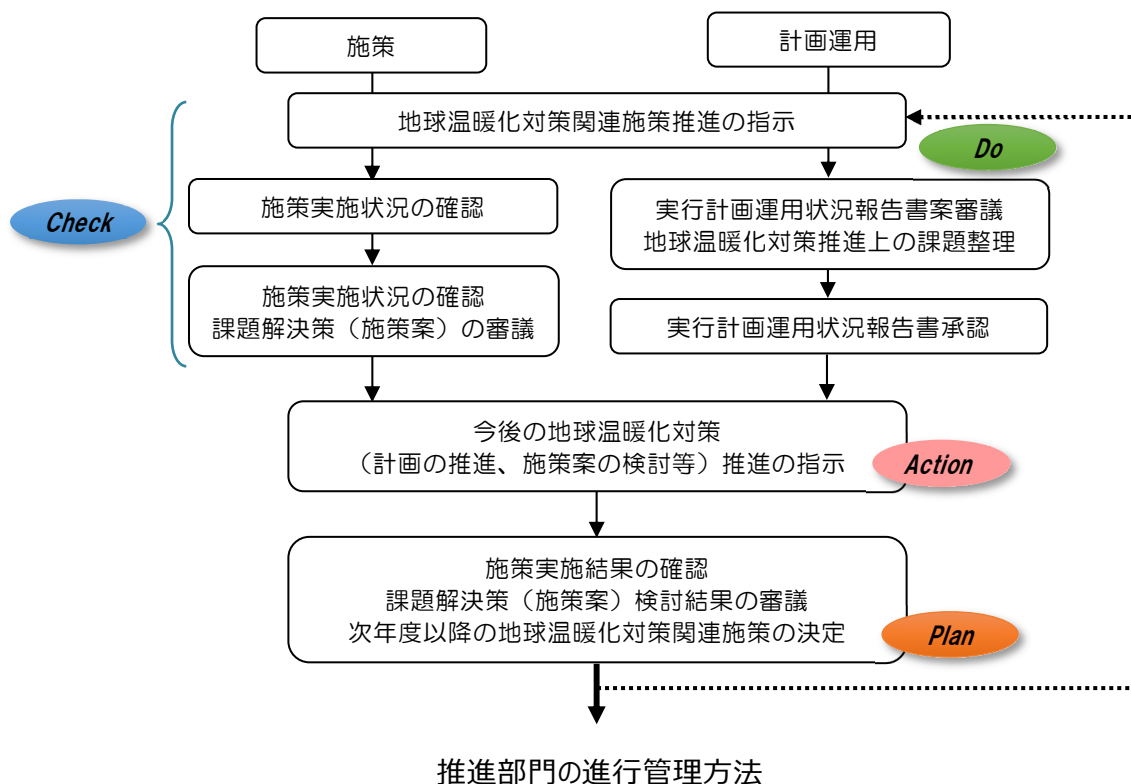 施策
計画運用
地球温暖化対策関連施策推進の指示
Do
Check
施策実施状況の確認
実行計画運用状況報告書案審議
地球温暖化対策推進上の課題整理
施策実施状況の確認
課題解決策（施策案）の審議
実行計画運用状況報告書承認
今後の地球温暖化対策
（計画の推進、施策案の検討等）推進の指示
Action
施策実施結果の確認
課題解決策（施策案）検討結果の審議
次年度以降の地球温暖化対策関連施策の決定
Plan
推進部門の進行管理方法